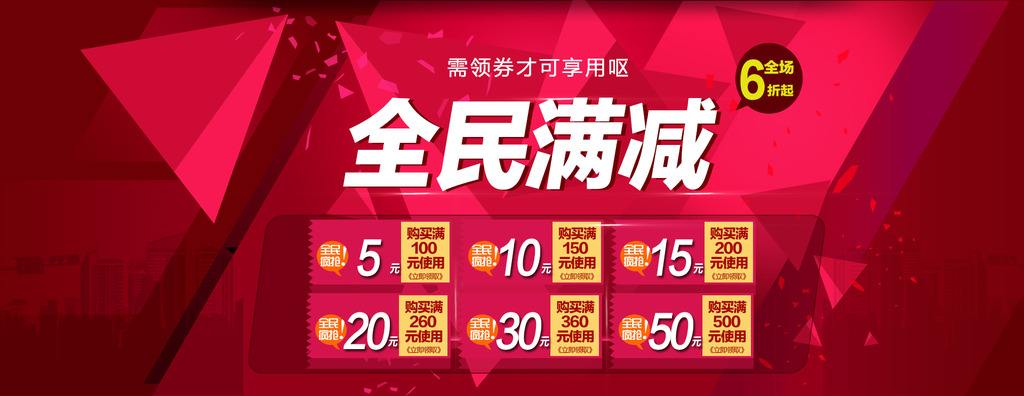 需领券才可享用呕
6全场
折起
全民满减
全民
疯抢!
5元
购买满
100
元使用
《立即领取》
全民
疯抢!
10元
购买满
150
元使用
《立即领取》
全民
疯抢!
15元
购买满
200
元使用
《立即领取》
全民
疯抢!
20元
购买满
260
元使用
《立即领取》
全民
疯抢!
30元
购买满
360
元使用
《立即领取》
全民
疯抢!
50元
购买满
500
元使用
《立即领取》